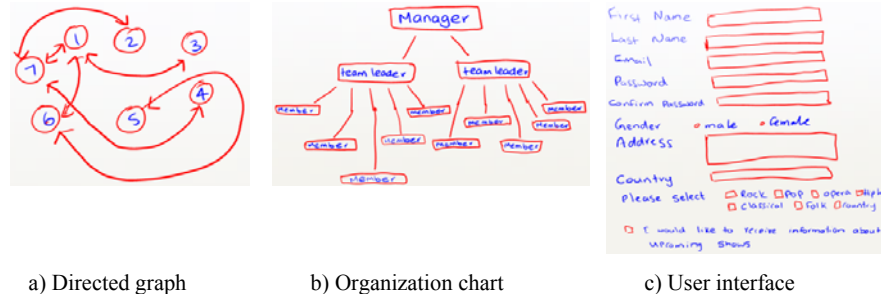 1
2
3
7
4
6
5
Manager
team leader
team leader
Member
Member
Member
Member
Member
Member
Member
Member
Member
Member
Member
First Name
Last Name
Email
Password
Confirm Password
Gender male female
Address
Country
Please select Rock Pop opera
Classical Folk Country
I would like to receive information about
upcoming shows
a) Directed graph
b) Organization chart
c) User interface